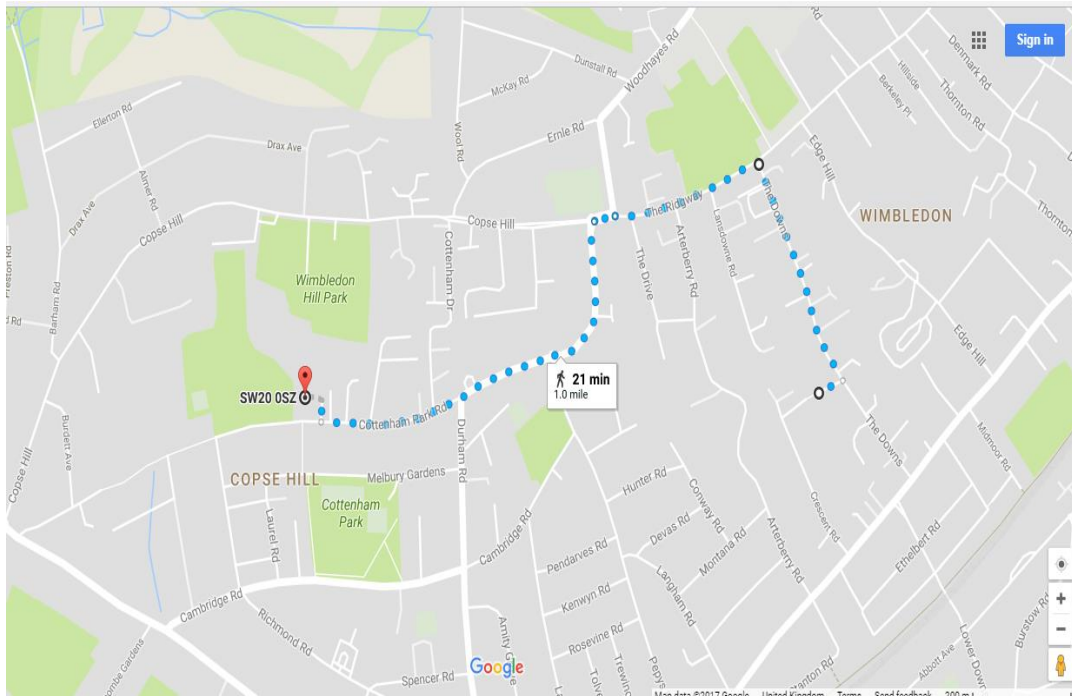 Sign in
Woodhayes Rd
Dunstall Rd
McKay Rd
Denmark Rd
Hillside
Thornton Rd
Berkeley Pl
Ellerton Rd
Ernle Rd
Wool Rd
Drax Ave
Edge Hill
Almer Rd
The Ridgway
The Downs
WIMBLEDON
Drax Ave
Copse Hill
Copse Hill
Lansdowne Rd
Thornton
Cottenham Dr
The Drive
Arterberry Rd
Preston Rd
Wimbledon
Hill Park
Barham Rd
Edge Hill
21 min
1.0 mile
SW20 0SZ
Cottenham Park Rd
Burdett Ave
Durham Rd
The Downs
Midmoor Rd
Copse Hill
COPSE HILL
Melbury Gardens
Hunter Rd
Cottenham
Park
Laurel Rd
Cambridge Rd
Conway Rd
Crescent Rd
Devas Rd
Montana Rd
Arterberry Rd
Ethelbert Rd
Pendarves Rd
Langham Rd
Cambridge Rd
Kenwyn Rd
Richmond Rd
Rosevine Rd
Burstow Rd
Lower Down
Abbott Ave
Google
Spencer Rd
Map data ©2017 Google
United Kingdom
Terms
Send feedback
200 m